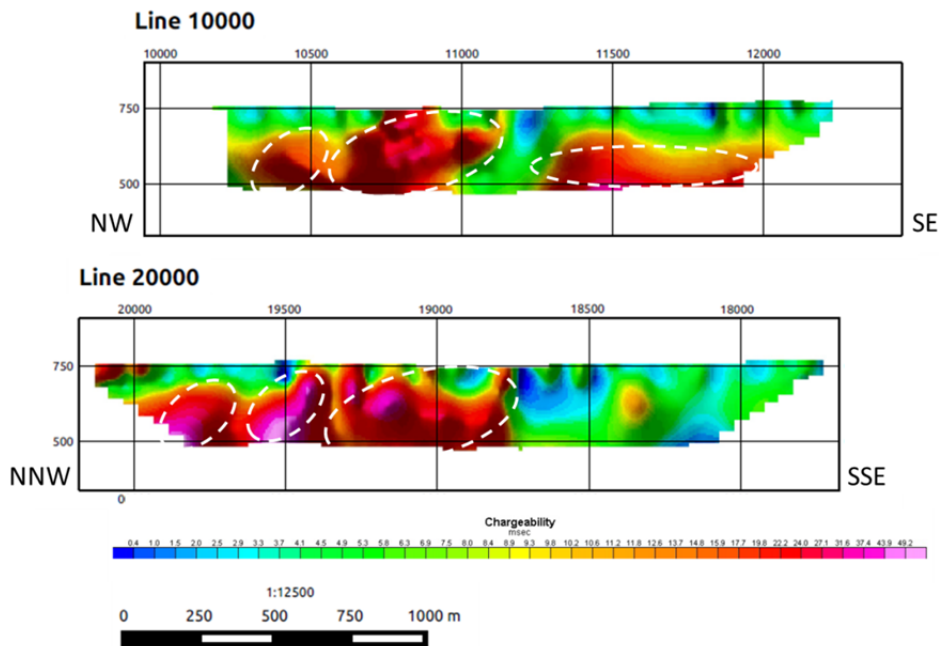 Line 10000
10000 10500 11000 11500 12000
750
500
NW SE
Line 20000
20000 19500 19000 18500 18000
750
500
NNW SSE
0
Chargeability
msec
0.4 1.0 1.5 2.0 2.5 2.9 3.3 3.7 4.1 4.5 4.9 5.3 5.8 6.3 6.9 7.5 8.0 8.4 8.9 9.3 9.8 10.2 10.6 11.2 11.8 12.6 13.7 14.8 15.9 17.7 19.8 22.2 24.0 27.1 31.6 37.4 43.9 49.2
1:12500
0 250 500 750 1000 m